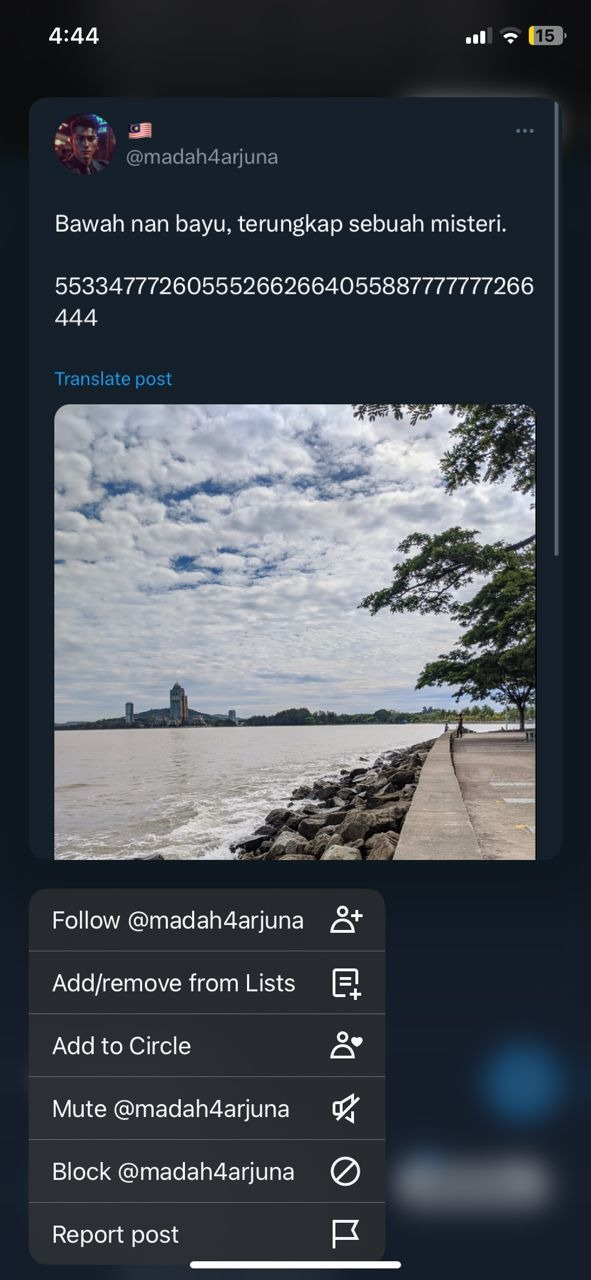 4:44
15
🇲🇾
@madah4arjuna
Bawah nan bayu, terungkap sebuah misteri.
553347772605552662664055887777777266
444
Translate post
Follow @madah4arjuna
Add/remove from Lists
Add to Circle
Mute @madah4arjuna
Block @madah4arjuna
Report post